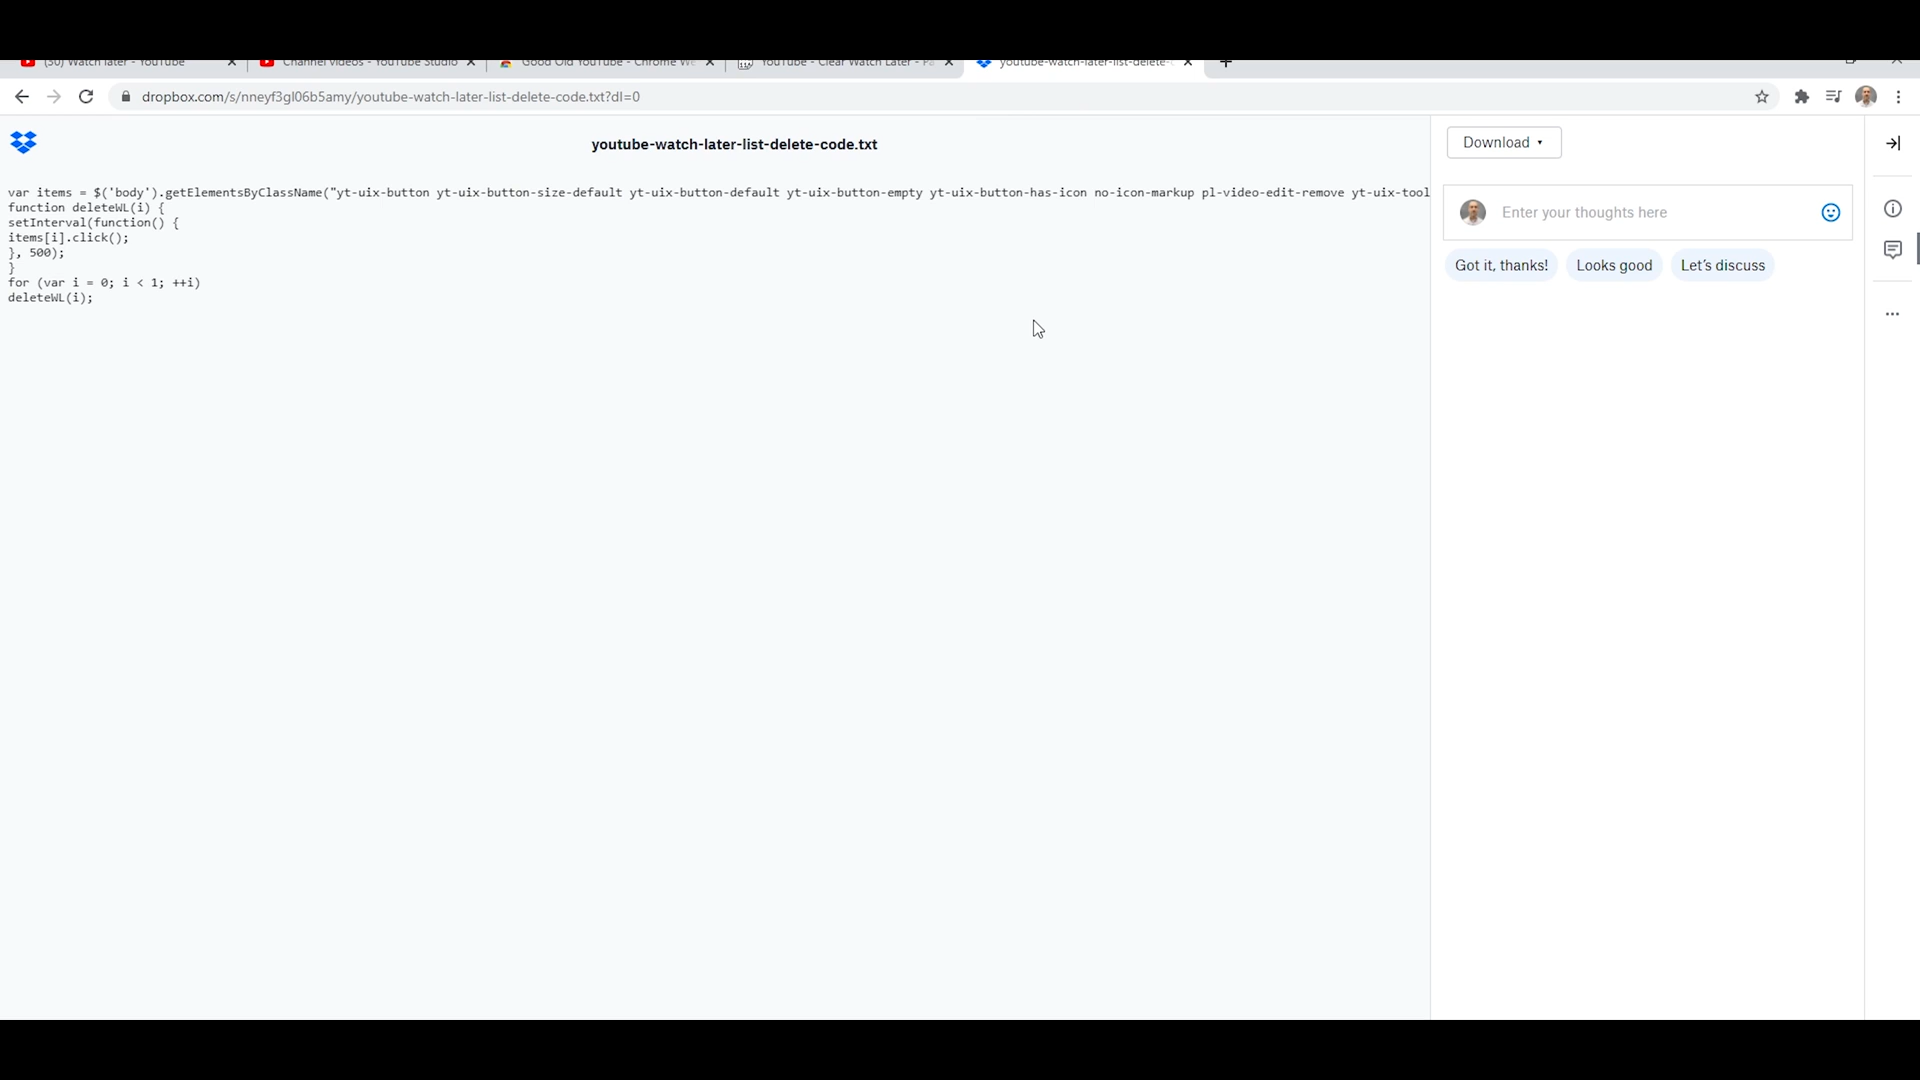 (30) Watch later - YouTube
Channel videos - YouTube Studio
Good Old YouTube - Chrome We
YouTube - Clear Watch Later - Pa
youtube-watch-later-list-delete-c
dropbox.com/s/nneyf3gl06b5amy/youtube-watch-later-list-delete-code.txt?dl=0
youtube-watch-later-list-delete-code.txt
Download
var items = $('body').getElementsByClassName("yt-uix-button yt-uix-button-size-default yt-uix-button-default yt-uix-button-empty yt-uix-button-has-icon no-icon-markup pl-video-edit-remove yt-uix-tool
function deleteWL(i) {
setInterval(function() {
items[i].click();
}, 500);
}
for (var i = 0; i < 1; ++i)
deleteWL(i);
Enter your thoughts here
Got it, thanks!
Looks good
Let's discuss